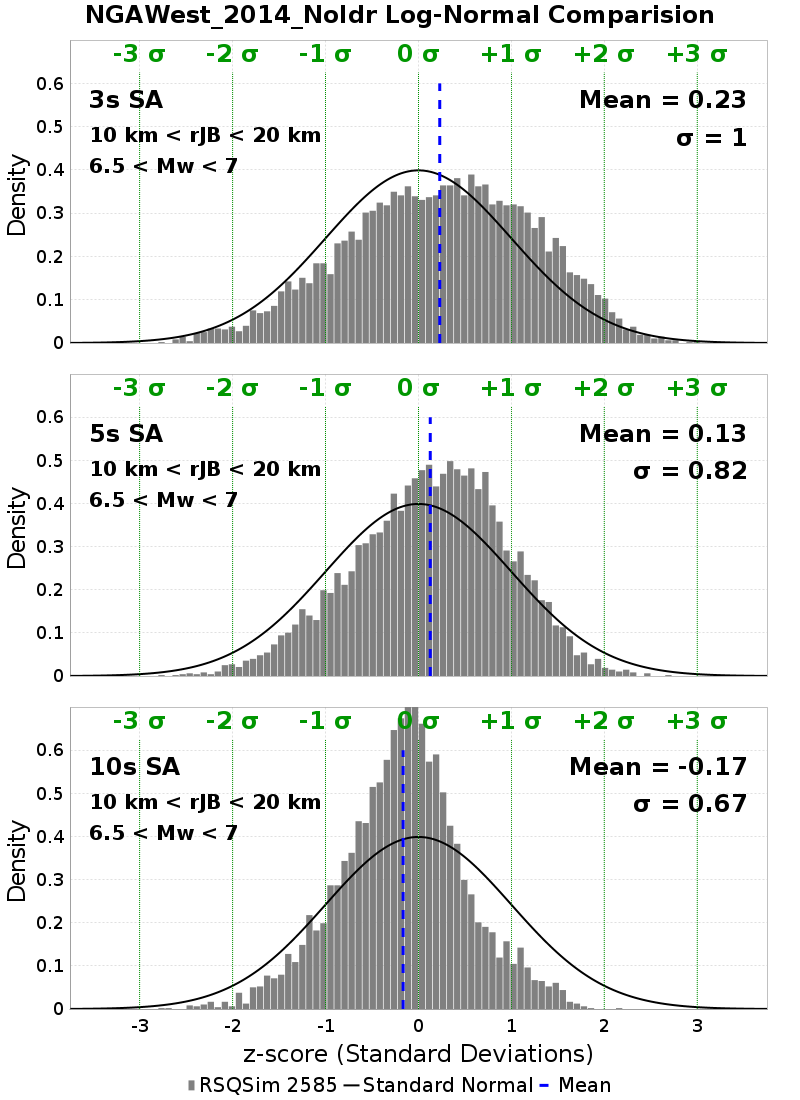 NGAWest_2014_NoIdr Log-Normal Comparision
-3 σ -2 σ -1 σ 0 σ +1 σ +2 σ +3 σ
3s SA
Mean = 0.23
10 km < rJB < 20 km
σ = 1
6.5 < Mw < 7
Density
0.6
0.5
0.4
0.3
0.2
0.1
0
-3 σ -2 σ -1 σ 0 σ +1 σ +2 σ +3 σ
5s SA
Mean = 0.13
10 km < rJB < 20 km
σ = 0.82
6.5 < Mw < 7
Density
0.6
0.5
0.4
0.3
0.2
0.1
0
-3 σ -2 σ -1 σ 0 σ +1 σ +2 σ +3 σ
10s SA
Mean = -0.17
10 km < rJB < 20 km
σ = 0.67
6.5 < Mw < 7
Density
0.6
0.5
0.4
0.3
0.2
0.1
0
-3 -2 -1 0 1 2 3
z-score (Standard Deviations)
RSQSim 2585 Standard Normal Mean